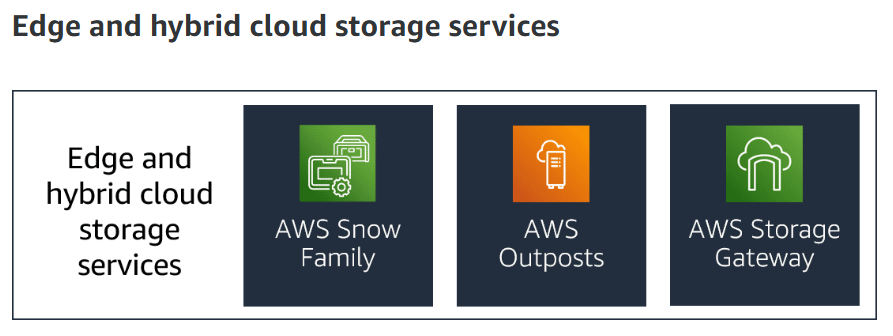 Edge and hybrid cloud storage services
Edge and
hybrid cloud
storage
services
AWS Snow
Family
AWS
Outposts
AWS Storage
Gateway